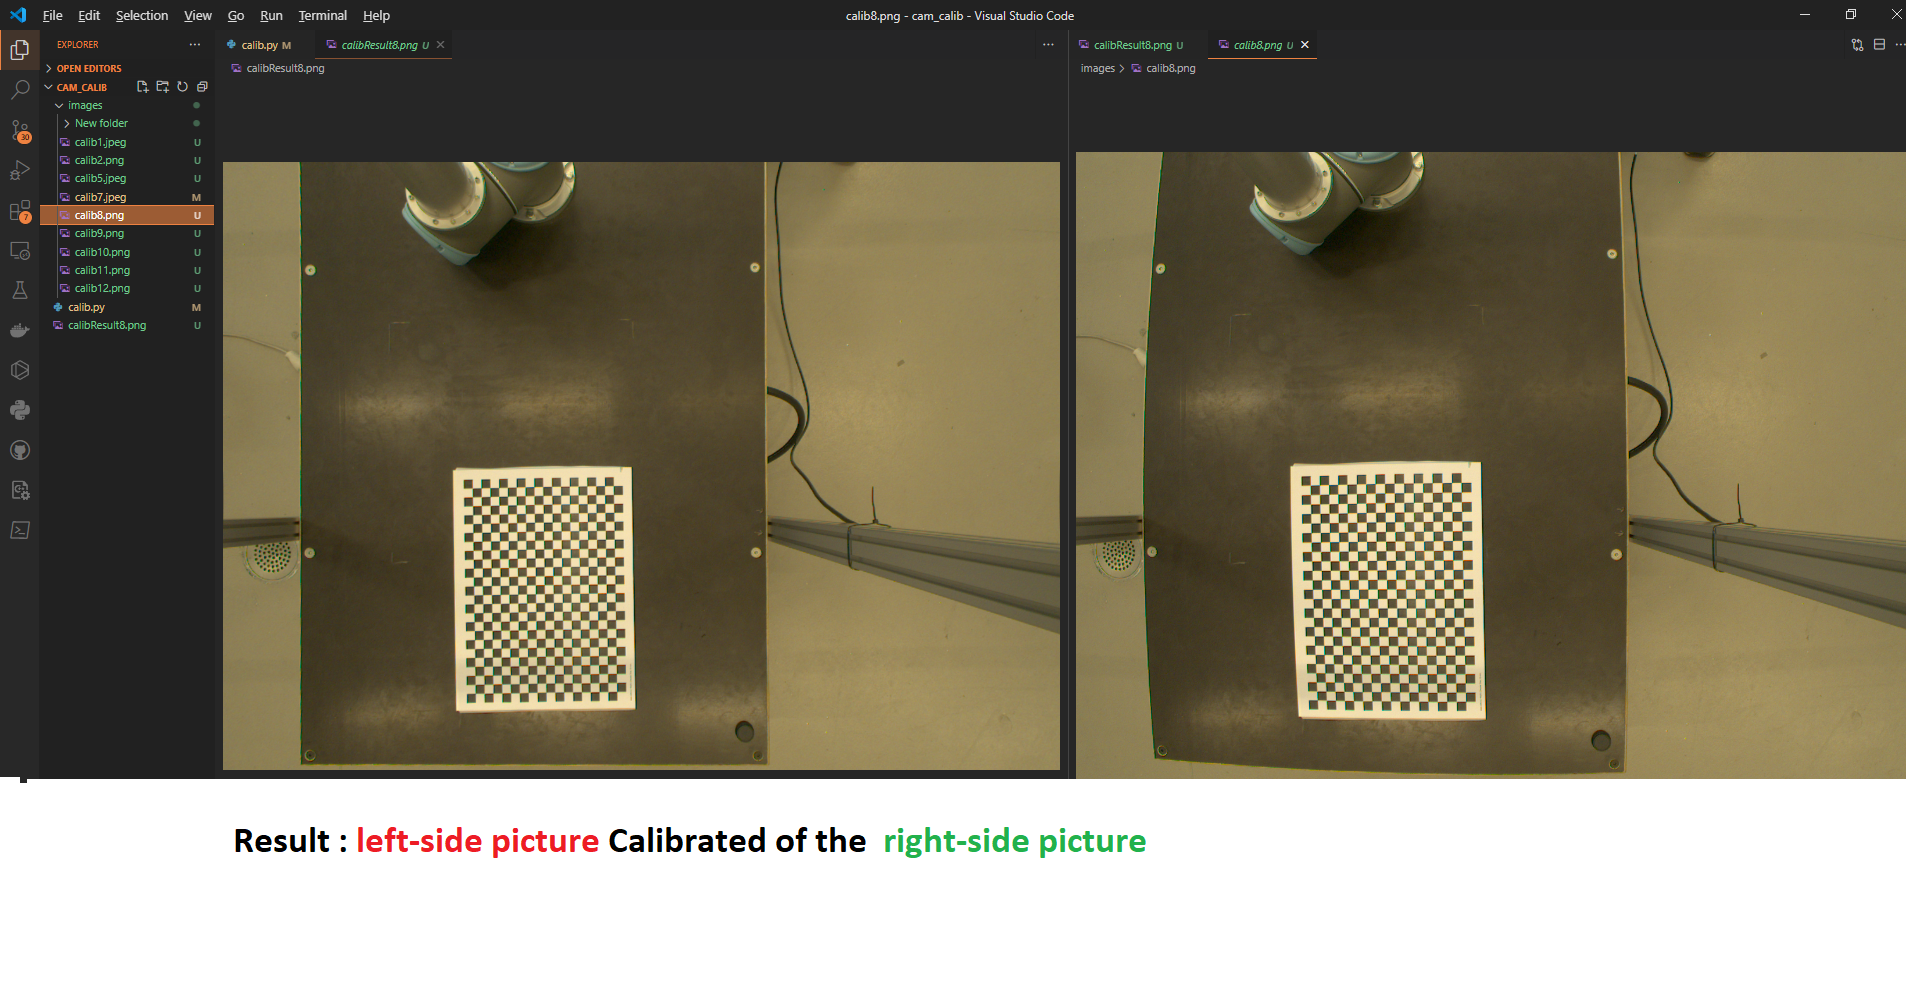 File Edit Selection View Go Run Terminal Help
calib8.png - cam_calib - Visual Studio Code
EXPLORER
OPEN EDITORS
CAM_CALIB
images
New folder
calib1.jpeg U
calib2.png U
calib5.jpeg U
calib7.jpeg M
calib8.png U
calib9.png U
calib10.png U
calib11.png U
calib12.png U
calib.py M
calibResult8.png U
30
7
calib.py M
calibResult8.png U
calibResult8.png
calibResult8.png U
calib8.png U
images > calib8.png
Result : left-side picture Calibrated of the right-side picture